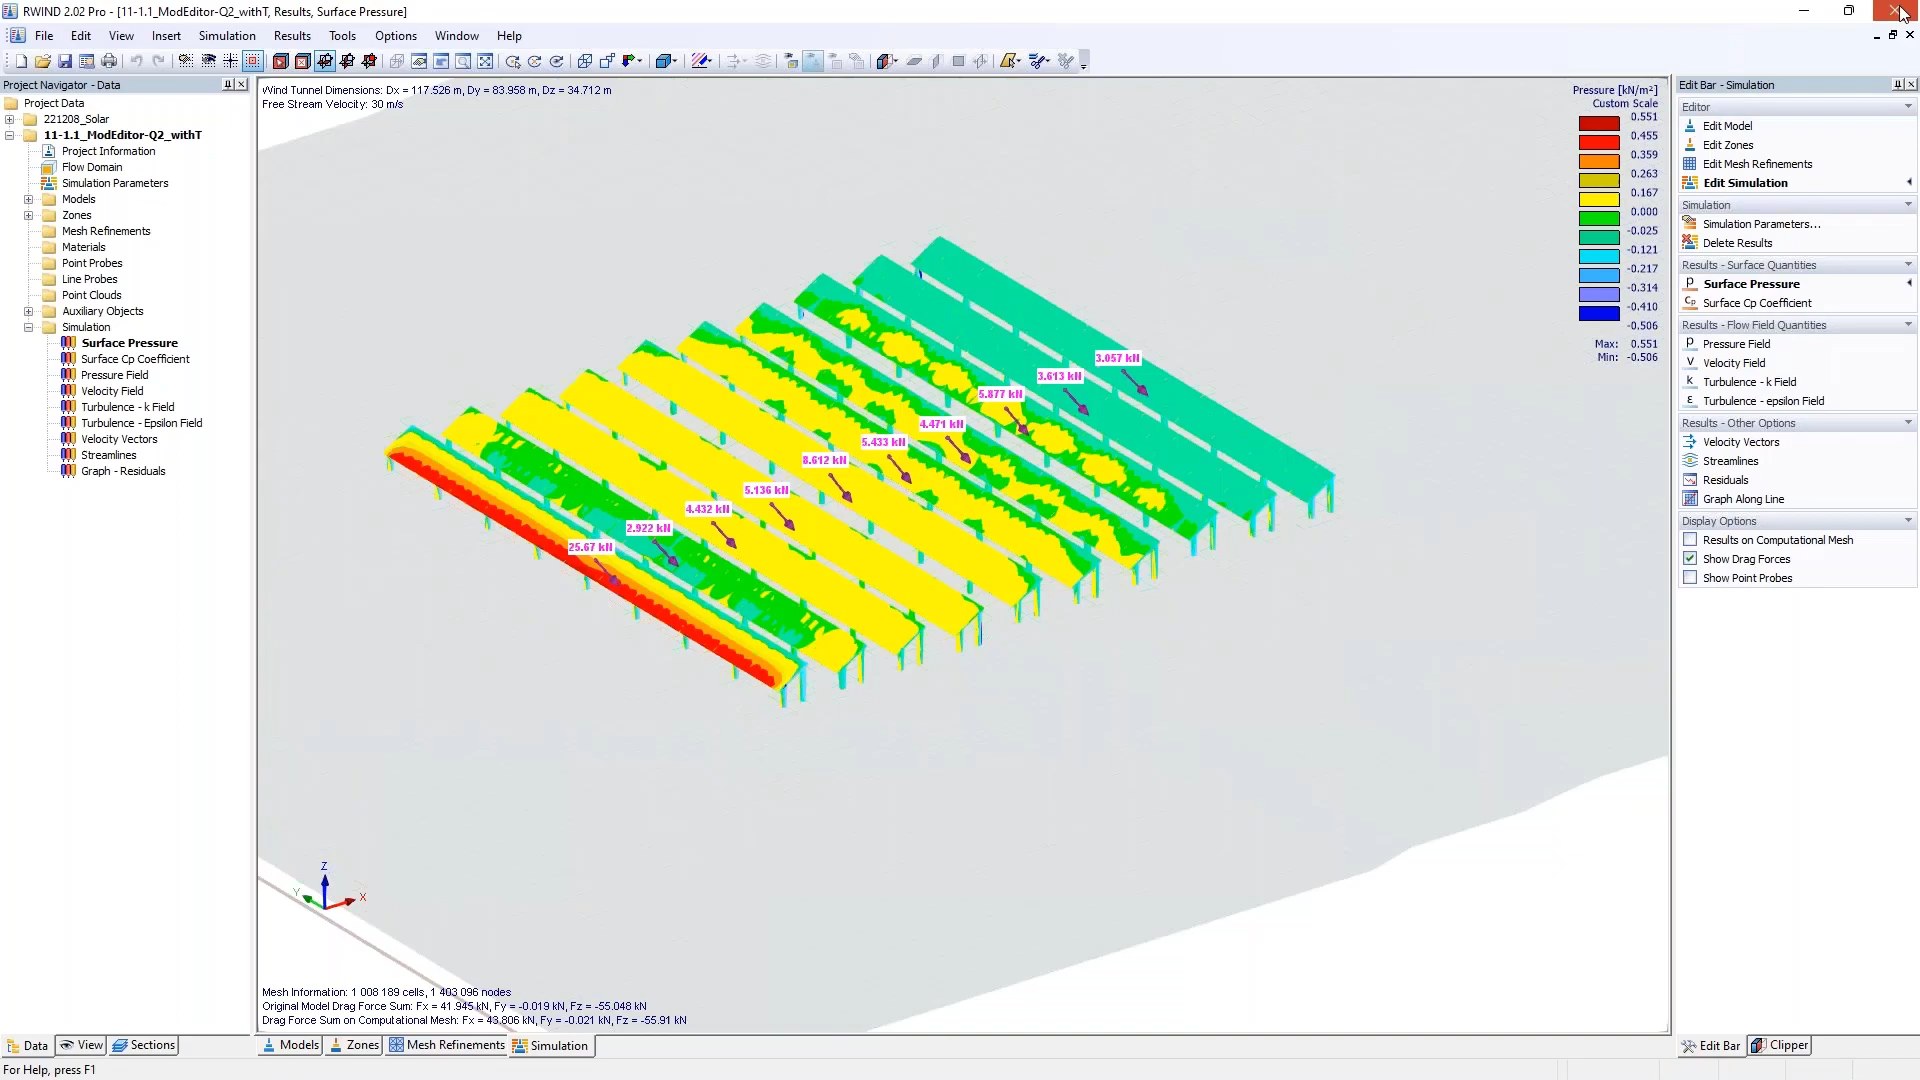 RWIND 2.02 Pro - [11-1.1_ModEditor-Q2_withT, Results, Surface Pressure]
File Edit View Insert Simulation Results Tools Options Window Help
Project Navigator - Data
Project Data
221208_Solar
11-1.1_ModEditor-Q2_withT
Project Information
Flow Domain
Simulation Parameters
Models
Zones
Mesh Refinements
Materials
Point Probes
Line Probes
Point Clouds
Auxiliary Objects
Simulation
Surface Pressure
Surface Cp Coefficient
Pressure Field
Velocity Field
Turbulence - k Field
Turbulence - Epsilon Field
Velocity Vectors
Streamlines
Graph - Residuals
Data View Sections
Wind Tunnel Dimensions: Dx = 117.526 m, Dy = 83.958 m, Dz = 34.712 m
Free Stream Velocity: 30 m/s
Pressure [kN/m²]
Custom Scale
0.551
0.455
0.359
0.263
0.167
0.000
-0.025
-0.121
-0.217
-0.314
-0.410
-0.506
Max: 0.551
Min: -0.506
3.057 kN
3.613 kN
5.877 kN
4.471 kN
5.433 kN
8.612 kN
5.136 kN
4.432 kN
2.922 kN
25.67 kN
Z
Y
X
Mesh Information: 1 008 189 cells, 1 403 096 nodes
Original Model Drag Force Sum: Fx = 41.945 kN, Fy = -0.019 kN, Fz = -55.048 kN
Drag Force Sum on Computational Mesh: Fx = 43.806 kN, Fy = -0.021 kN, Fz = -55.91 kN
Models Zones Mesh Refinements Simulation
Edit Bar - Simulation
Editor
Edit Model
Edit Zones
Edit Mesh Refinements
Edit Simulation
Simulation
Simulation Parameters...
Delete Results
Results - Surface Quantities
p Surface Pressure
Cp Surface Cp Coefficient
Results - Flow Field Quantities
p Pressure Field
V Velocity Field
k Turbulence - k Field
ε Turbulence - epsilon Field
Results - Other Options
Velocity Vectors
Streamlines
Residuals
Graph Along Line
Display Options
Results on Computational Mesh
Show Drag Forces
Show Point Probes
Edit Bar Clipper
For Help, press F1